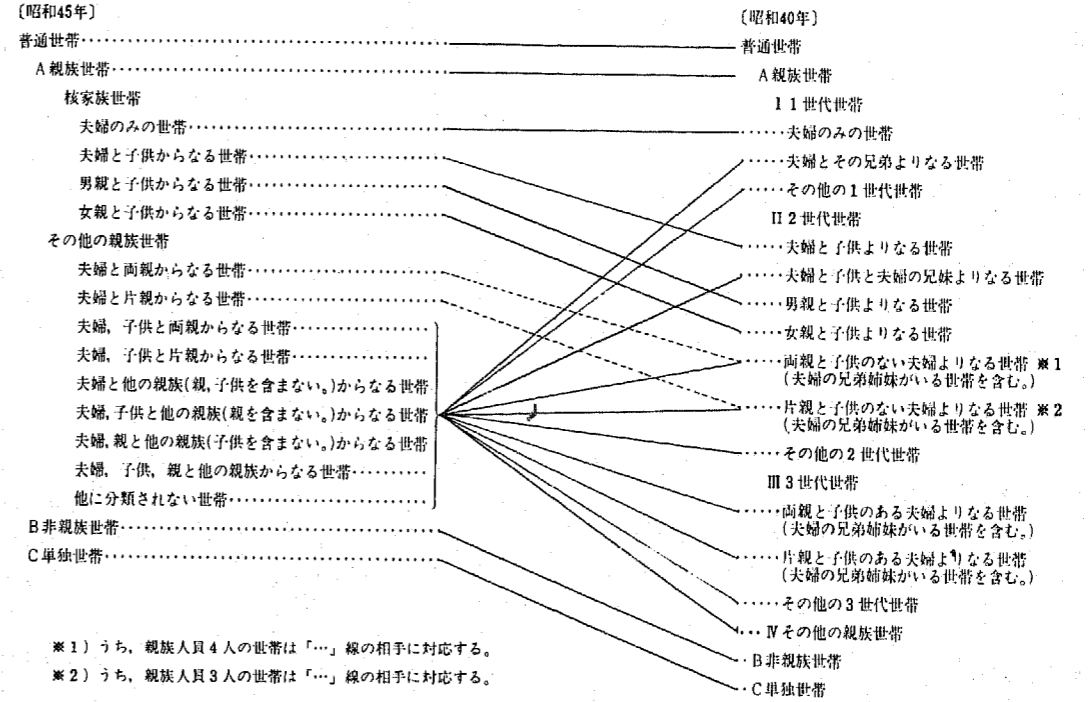 〔昭和45年〕
普通世帯
A 親族世帯
核家族世帯
夫婦のみの世帯
夫婦と子供からなる世帯
男親と子供からなる世帯
女親と子供からなる世帯
その他の親族世帯
夫婦と両親からなる世帯
夫婦と片親からなる世帯
夫婦，子供と両親からなる世帯
夫婦，子供と片親からなる世帯
夫婦と他の親族(親,子供を含まない。)からなる世帯
夫婦,子供と他の親族(親を含まない。)からなる世帯
夫婦,親と他の親族(子供を含まない。)からなる世帯
夫婦，子供，親と他の親族からなる世帯
他に分類されない世帯
B 非親族世帯
C 単独世帯
〔昭和40年〕
普通世帯
A 親族世帯
I 1世代世帯
夫婦のみの世帯
夫婦とその兄弟よりなる世帯
その他の1世代世帯
II 2世代世帯
夫婦と子供よりなる世帯
夫婦と子供と夫婦の兄妹よりなる世帯
男親と子供よりなる世帯
女親と子供よりなる世帯
両親と子供のない夫婦よりなる世帯 ※1
(夫婦の兄弟姉妹がいる世帯を含む。)
片親と子供のない夫婦よりなる世帯 ※2
(夫婦の兄弟姉妹がいる世帯を含む。)
その他の2世代世帯
III 3世代世帯
両親と子供のある夫婦よりなる世帯
(夫婦の兄弟姉妹がいる世帯を含む。)
片親と子供のある夫婦よりなる世帯
(夫婦の兄弟姉妹がいる世帯を含む。)
その他の3世代世帯
IV その他の親族世帯
B 非親族世帯
C 単独世帯
※1）うち，親族人員4人の世帯は「…」線の相手に対応する。
※2）うち，親族人員3人の世帯は「…」線の相手に対応する。